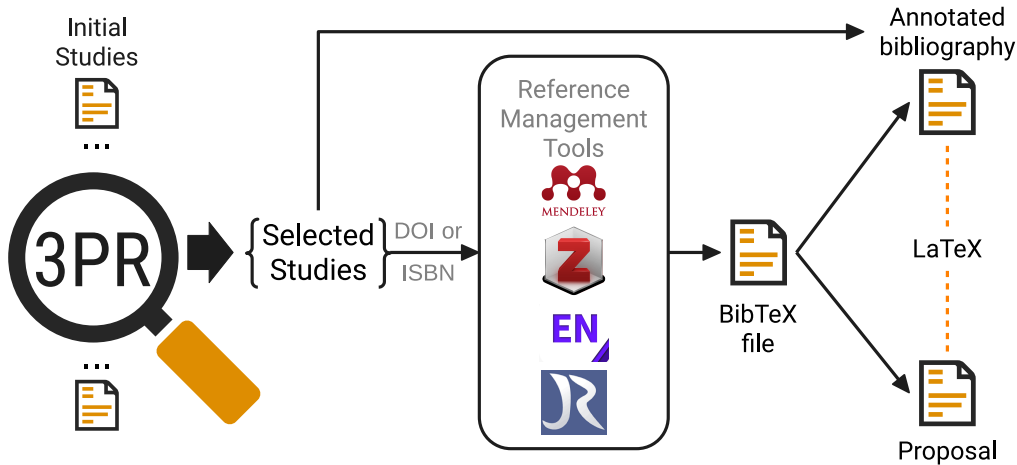 Initial
Studies
...
3PR
...
{Selected
Studies}
DOI or
ISBN
Reference
Management
Tools
MENDELEY
Z
EN
JR
BibTeX
file
Annotated
bibliography
LaTeX
Proposal